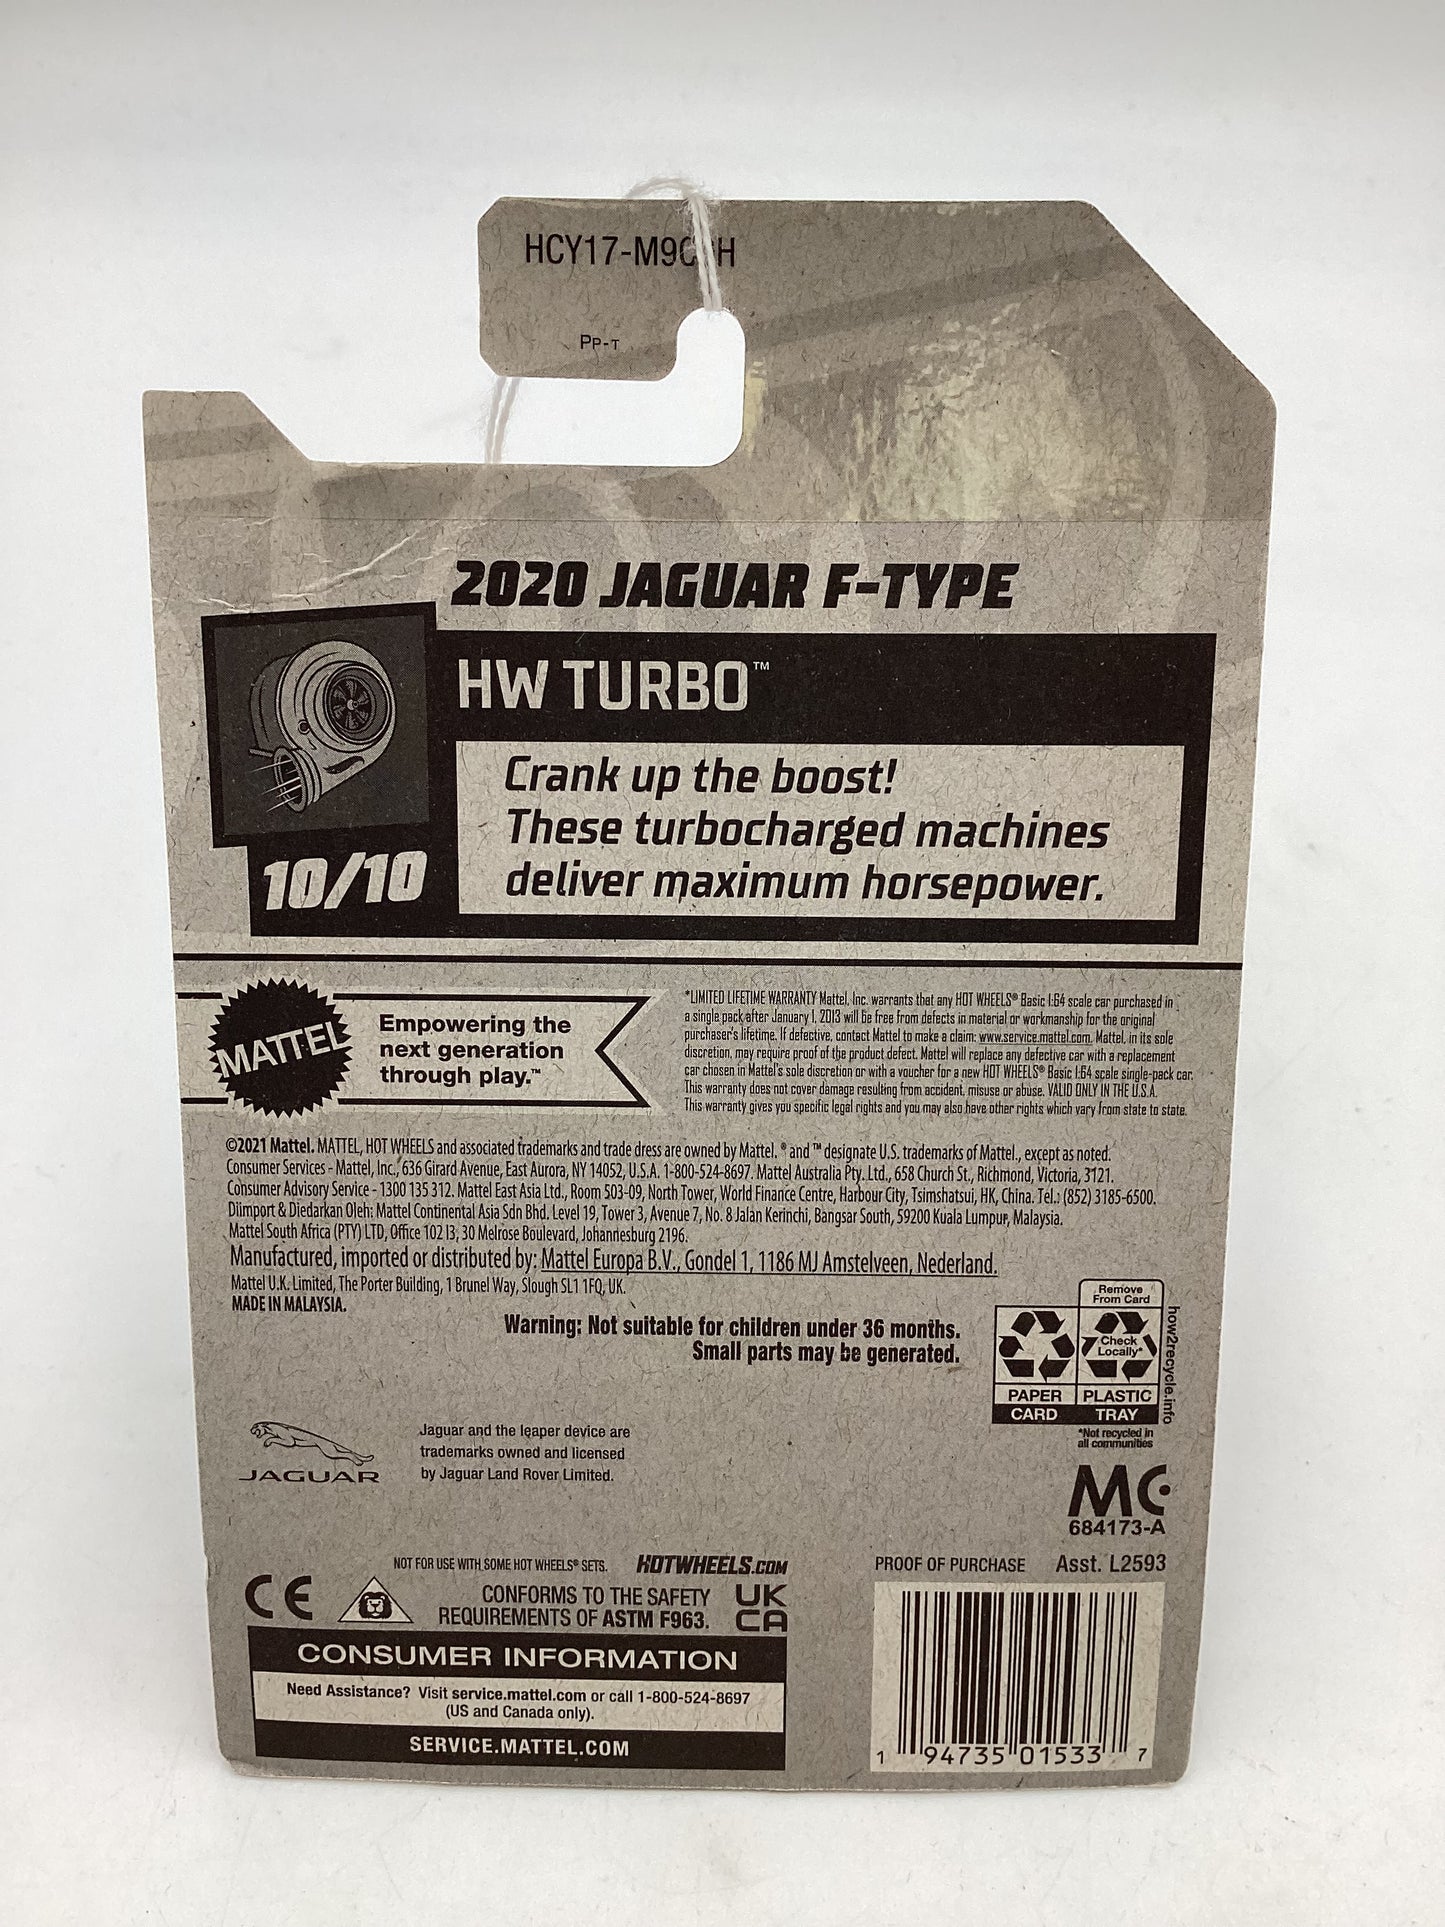 Pp-T
2020 JAGUAR F-TYPE
HW TURBO™
Crank up the boost!
These turbocharged machines
deliver maximum horsepower.
10/10
MATTEL
Empowering the
next generation
through play.™
*LIMITED LIFETIME WARRANTY Mattel, Inc. warrants that any HOT WHEELS® Basic 1:64 scale car purchased in
a single pack after January 1, 2013 will be free from defects in material or workmanship for the original
purchaser's lifetime. If defective, contact Mattel to make a claim: www.service.mattel.com. Mattel, in its sole
discretion, may require proof of the product defect. Mattel will replace any defective car with a replacement
car chosen in Mattel's sole discretion or with a voucher for a new HOT WHEELS® Basic 1:64 scale single-pack car.
This warranty does not cover damage resulting from accident, misuse or abuse. VALID ONLY IN THE U.S.A.
This warranty gives you specific legal rights and you may also have other rights which vary from state to state.
©2021 Mattel. MATTEL, HOT WHEELS and associated trademarks and trade dress are owned by Mattel. ® and ™ designate U.S. trademarks of Mattel., except as noted.
Consumer Services - Mattel, Inc., 636 Girard Avenue, East Aurora, NY 14052, U.S.A. 1-800-524-8697. Mattel Australia Pty. Ltd., 658 Church St., Richmond, Victoria, 3121.
Consumer Advisory Service - 1300 135 312. Mattel East Asia Ltd., Room 503-09, North Tower, World Finance Centre, Harbour City, Tsimshatsui, HK, China. Tel.: (852) 3185-6500.
Diimport & Diedarkan Oleh: Mattel Continental Asia Sdn Bhd. Level 19, Tower 3, Avenue 7, No. 8 Jalan Kerinchi, Bangsar South, 59200 Kuala Lumpur, Malaysia.
Mattel South Africa (PTY) LTD, Office 102 I3, 30 Melrose Boulevard, Johannesburg 2196.
Manufactured, imported or distributed by: Mattel Europa B.V., Gondel 1, 1186 MJ Amstelveen, Nederland.
Mattel U.K. Limited, The Porter Building, 1 Brunel Way, Slough SL1 1FQ, UK.
MADE IN MALAYSIA.
Warning: Not suitable for children under 36 months.
Small parts may be generated.
Remove
From Card
Check
Locally*
PAPER
PLASTIC
CARD
TRAY
how2recycle.info
*Not recycled in
all communities
JAGUAR
Jaguar and the leaper device are
trademarks owned and licensed
by Jaguar Land Rover Limited.
MC
684173-A
NOT FOR USE WITH SOME HOT WHEELS® SETS.
HOTWHEELS.COM
PROOF OF PURCHASE
Asst. L2593
CE
CONFORMS TO THE SAFETY
REQUIREMENTS OF ASTM F963.
UK
CA
CONSUMER INFORMATION
Need Assistance? Visit service.mattel.com or call 1-800-524-8697
(US and Canada only).
SERVICE.MATTEL.COM
1 94735 01533 7